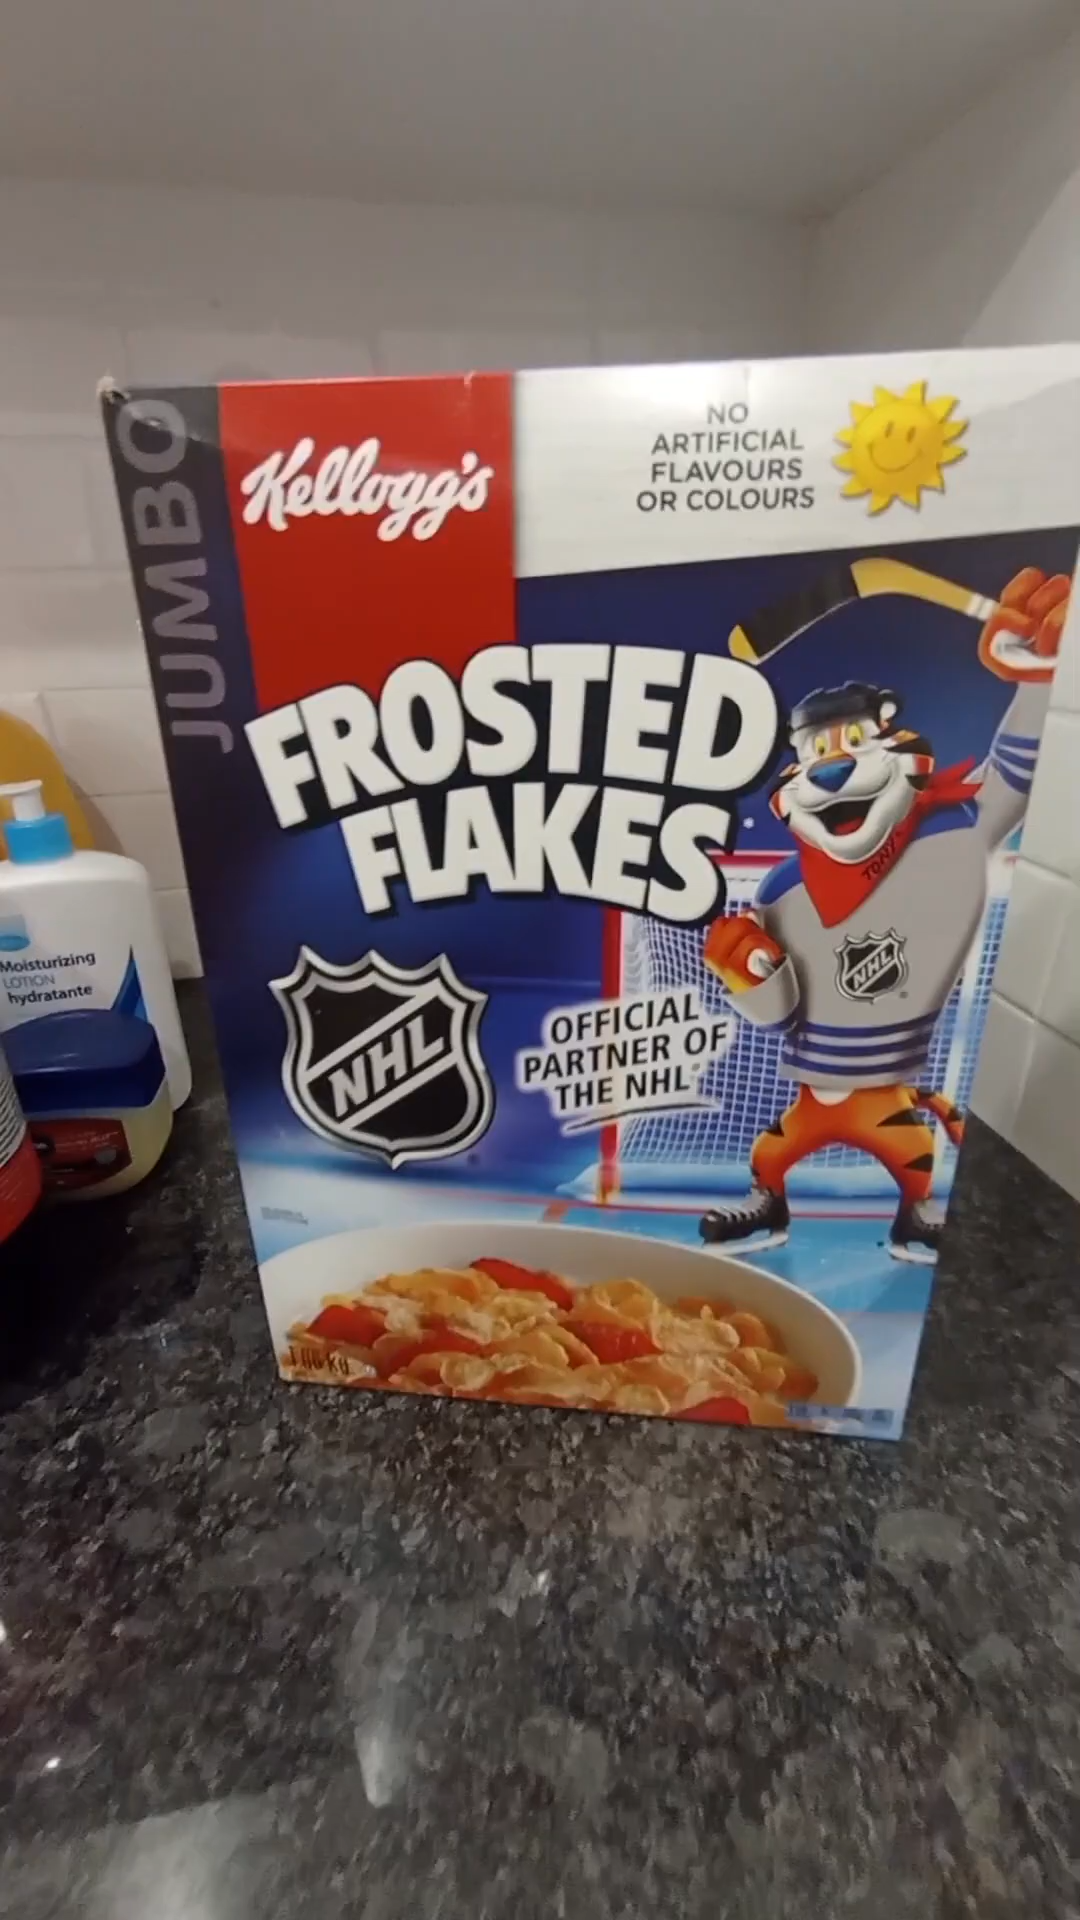 JUMBO
Kellogg's
NO
ARTIFICIAL
FLAVOURS
OR COLOURS
FROSTED
FLAKES
TONY
NHL
NHL
OFFICIAL
PARTNER OF
THE NHL
Moisturizing
LOTION
hydratante